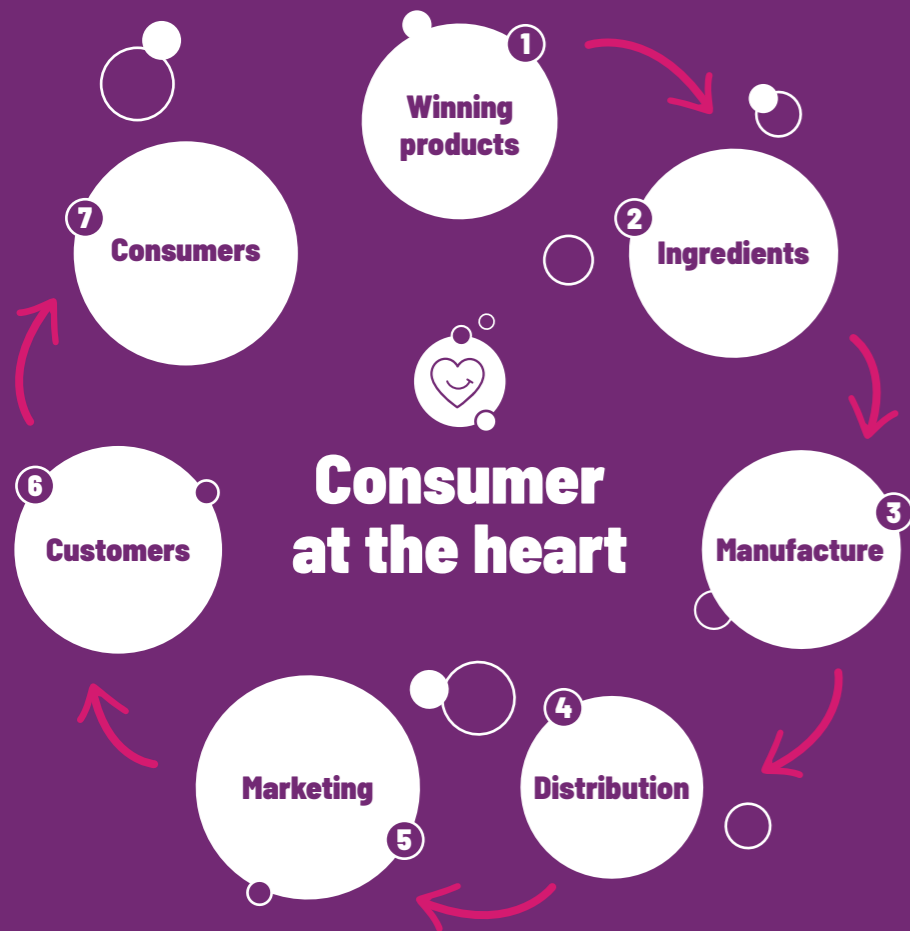 1
Winning
products
2
Ingredients
3
Manufacture
4
Distribution
5
Marketing
6
Customers
7
Consumers
Consumer
at the heart